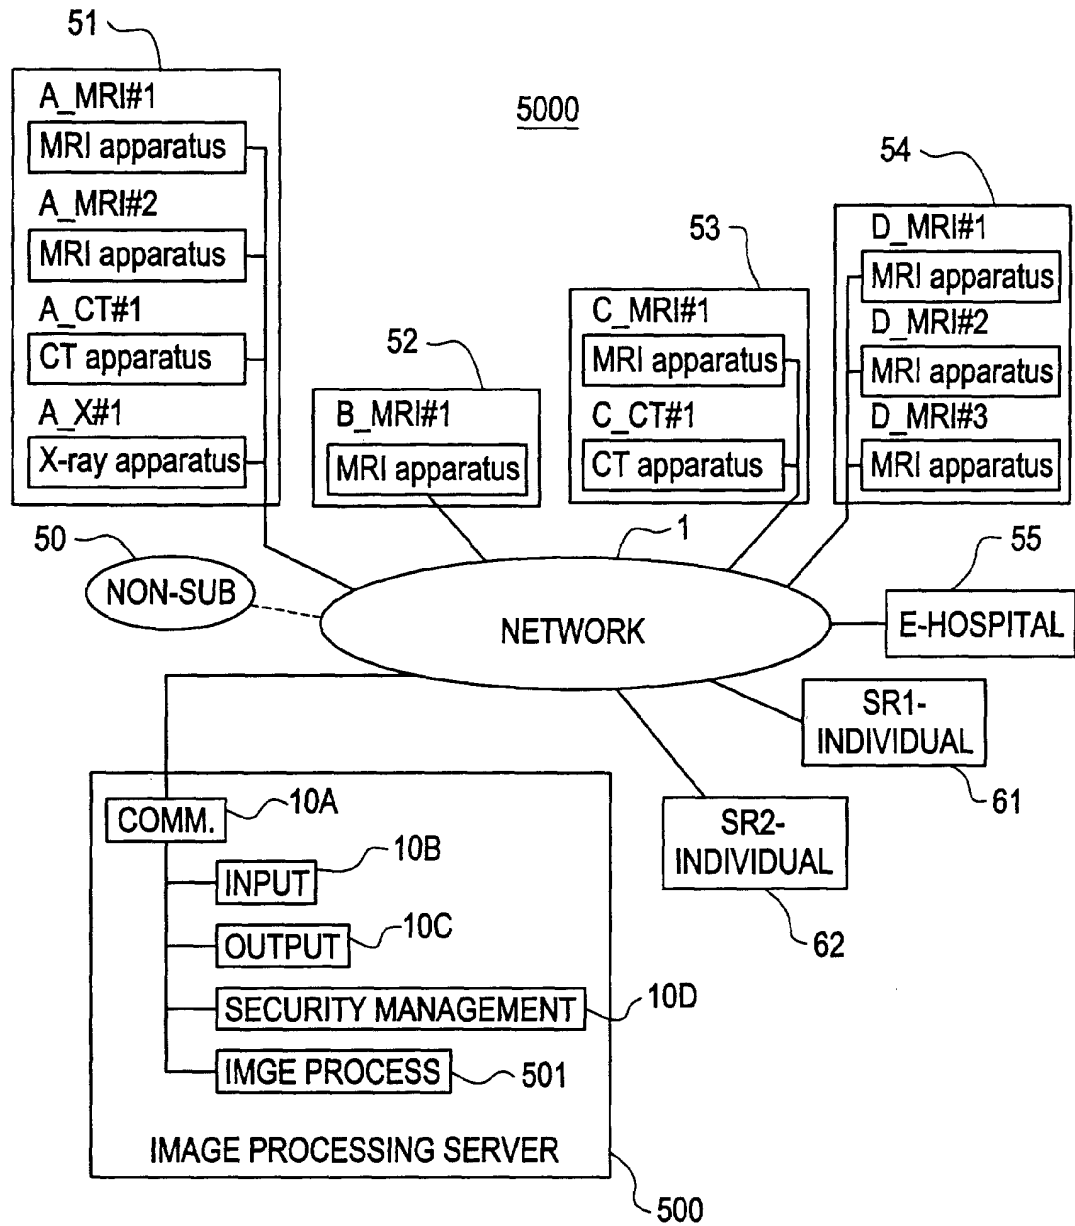 51
A_MRI#1
MRI apparatus
A_MRI#2
MRI apparatus
A_CT#1
CT apparatus
A_X#1
X-ray apparatus
5000
52
B_MRI#1
MRI apparatus
53
C_MRI#1
MRI apparatus
C_CT#1
CT apparatus
54
D_MRI#1
MRI apparatus
D_MRI#2
MRI apparatus
D_MRI#3
MRI apparatus
50
NON-SUB
1
NETWORK
55
E-HOSPITAL
SR1-
INDIVIDUAL
61
SR2-
INDIVIDUAL
62
COMM.
10A
INPUT
10B
OUTPUT
10C
SECURITY MANAGEMENT
10D
IMGE PROCESS
501
IMAGE PROCESSING SERVER
500